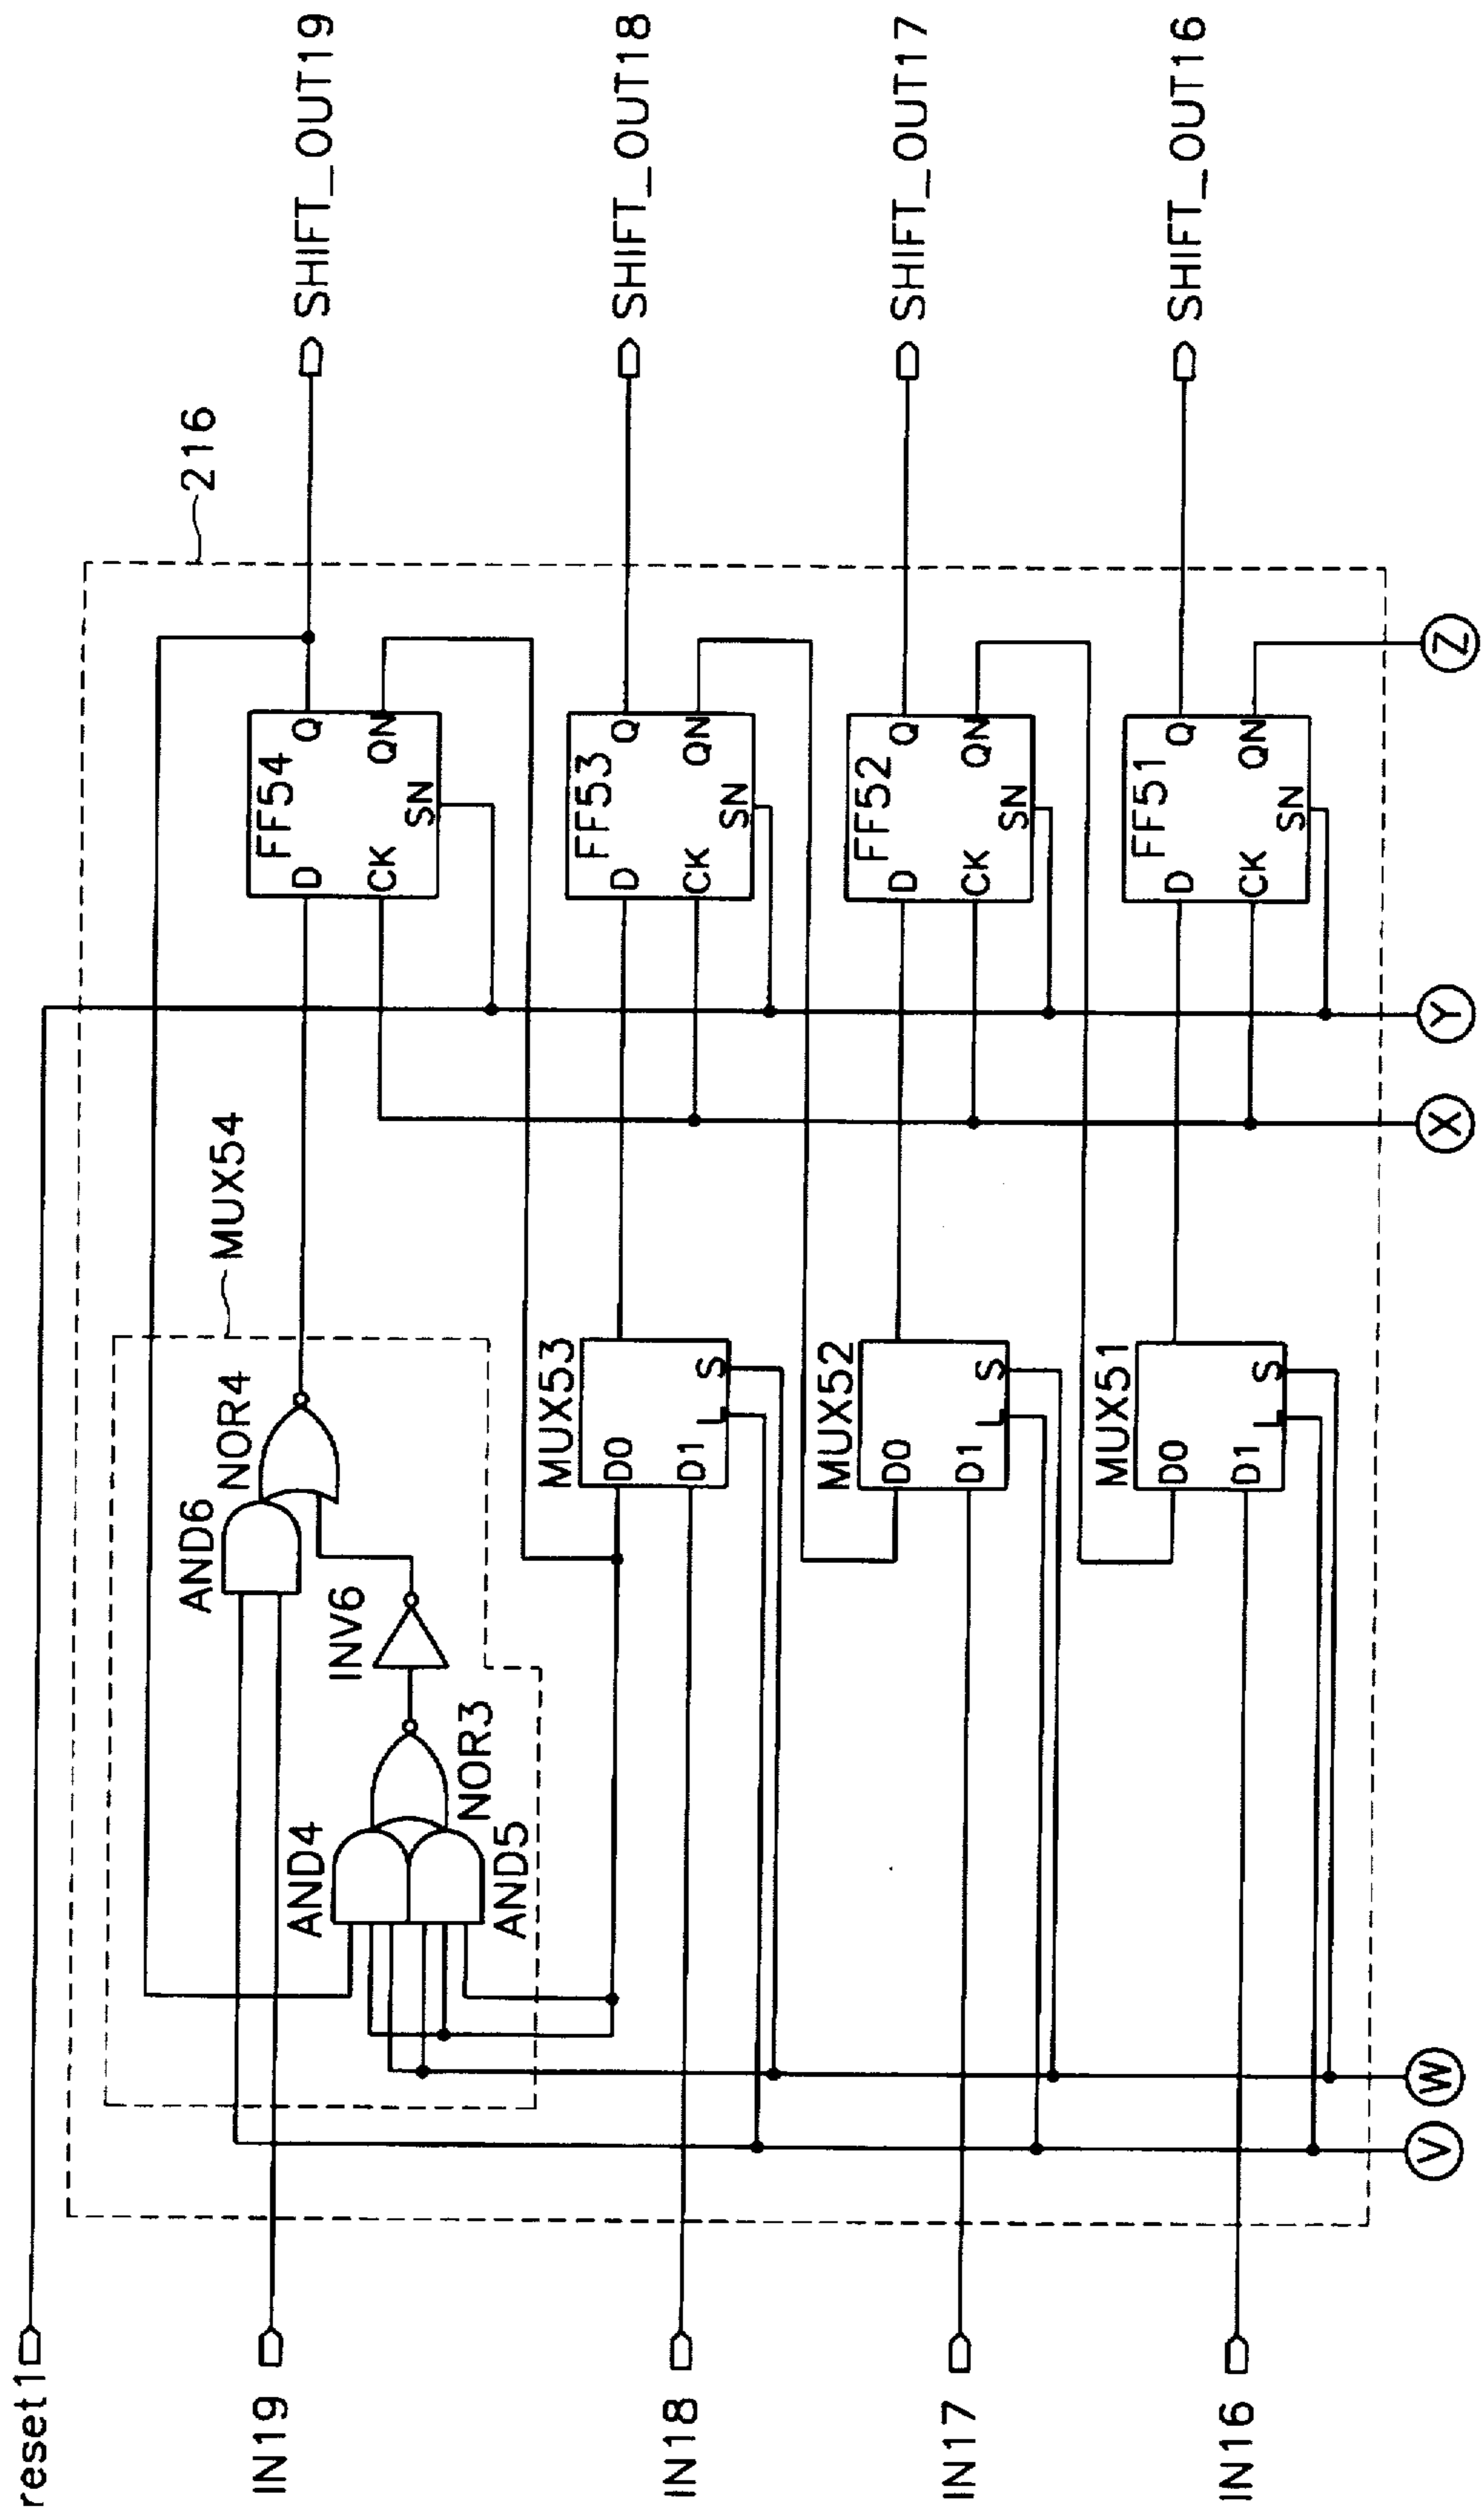 reset1
216
IN19
MUX54
AND6
NOR4
AND4
INV6
NOR3
AND5
FF54
D
Q
CK
QN
SN
SHIFT_OUT19
IN18
MUX53
D0
D1
L
S
FF53
D
Q
CK
QN
SN
SHIFT_OUT18
IN17
MUX52
D0
D1
L
S
FF52
D
Q
CK
QN
SN
SHIFT_OUT17
IN16
MUX51
D0
D1
L
S
FF51
D
Q
CK
QN
SN
SHIFT_OUT16
V
W
X
Y
Z